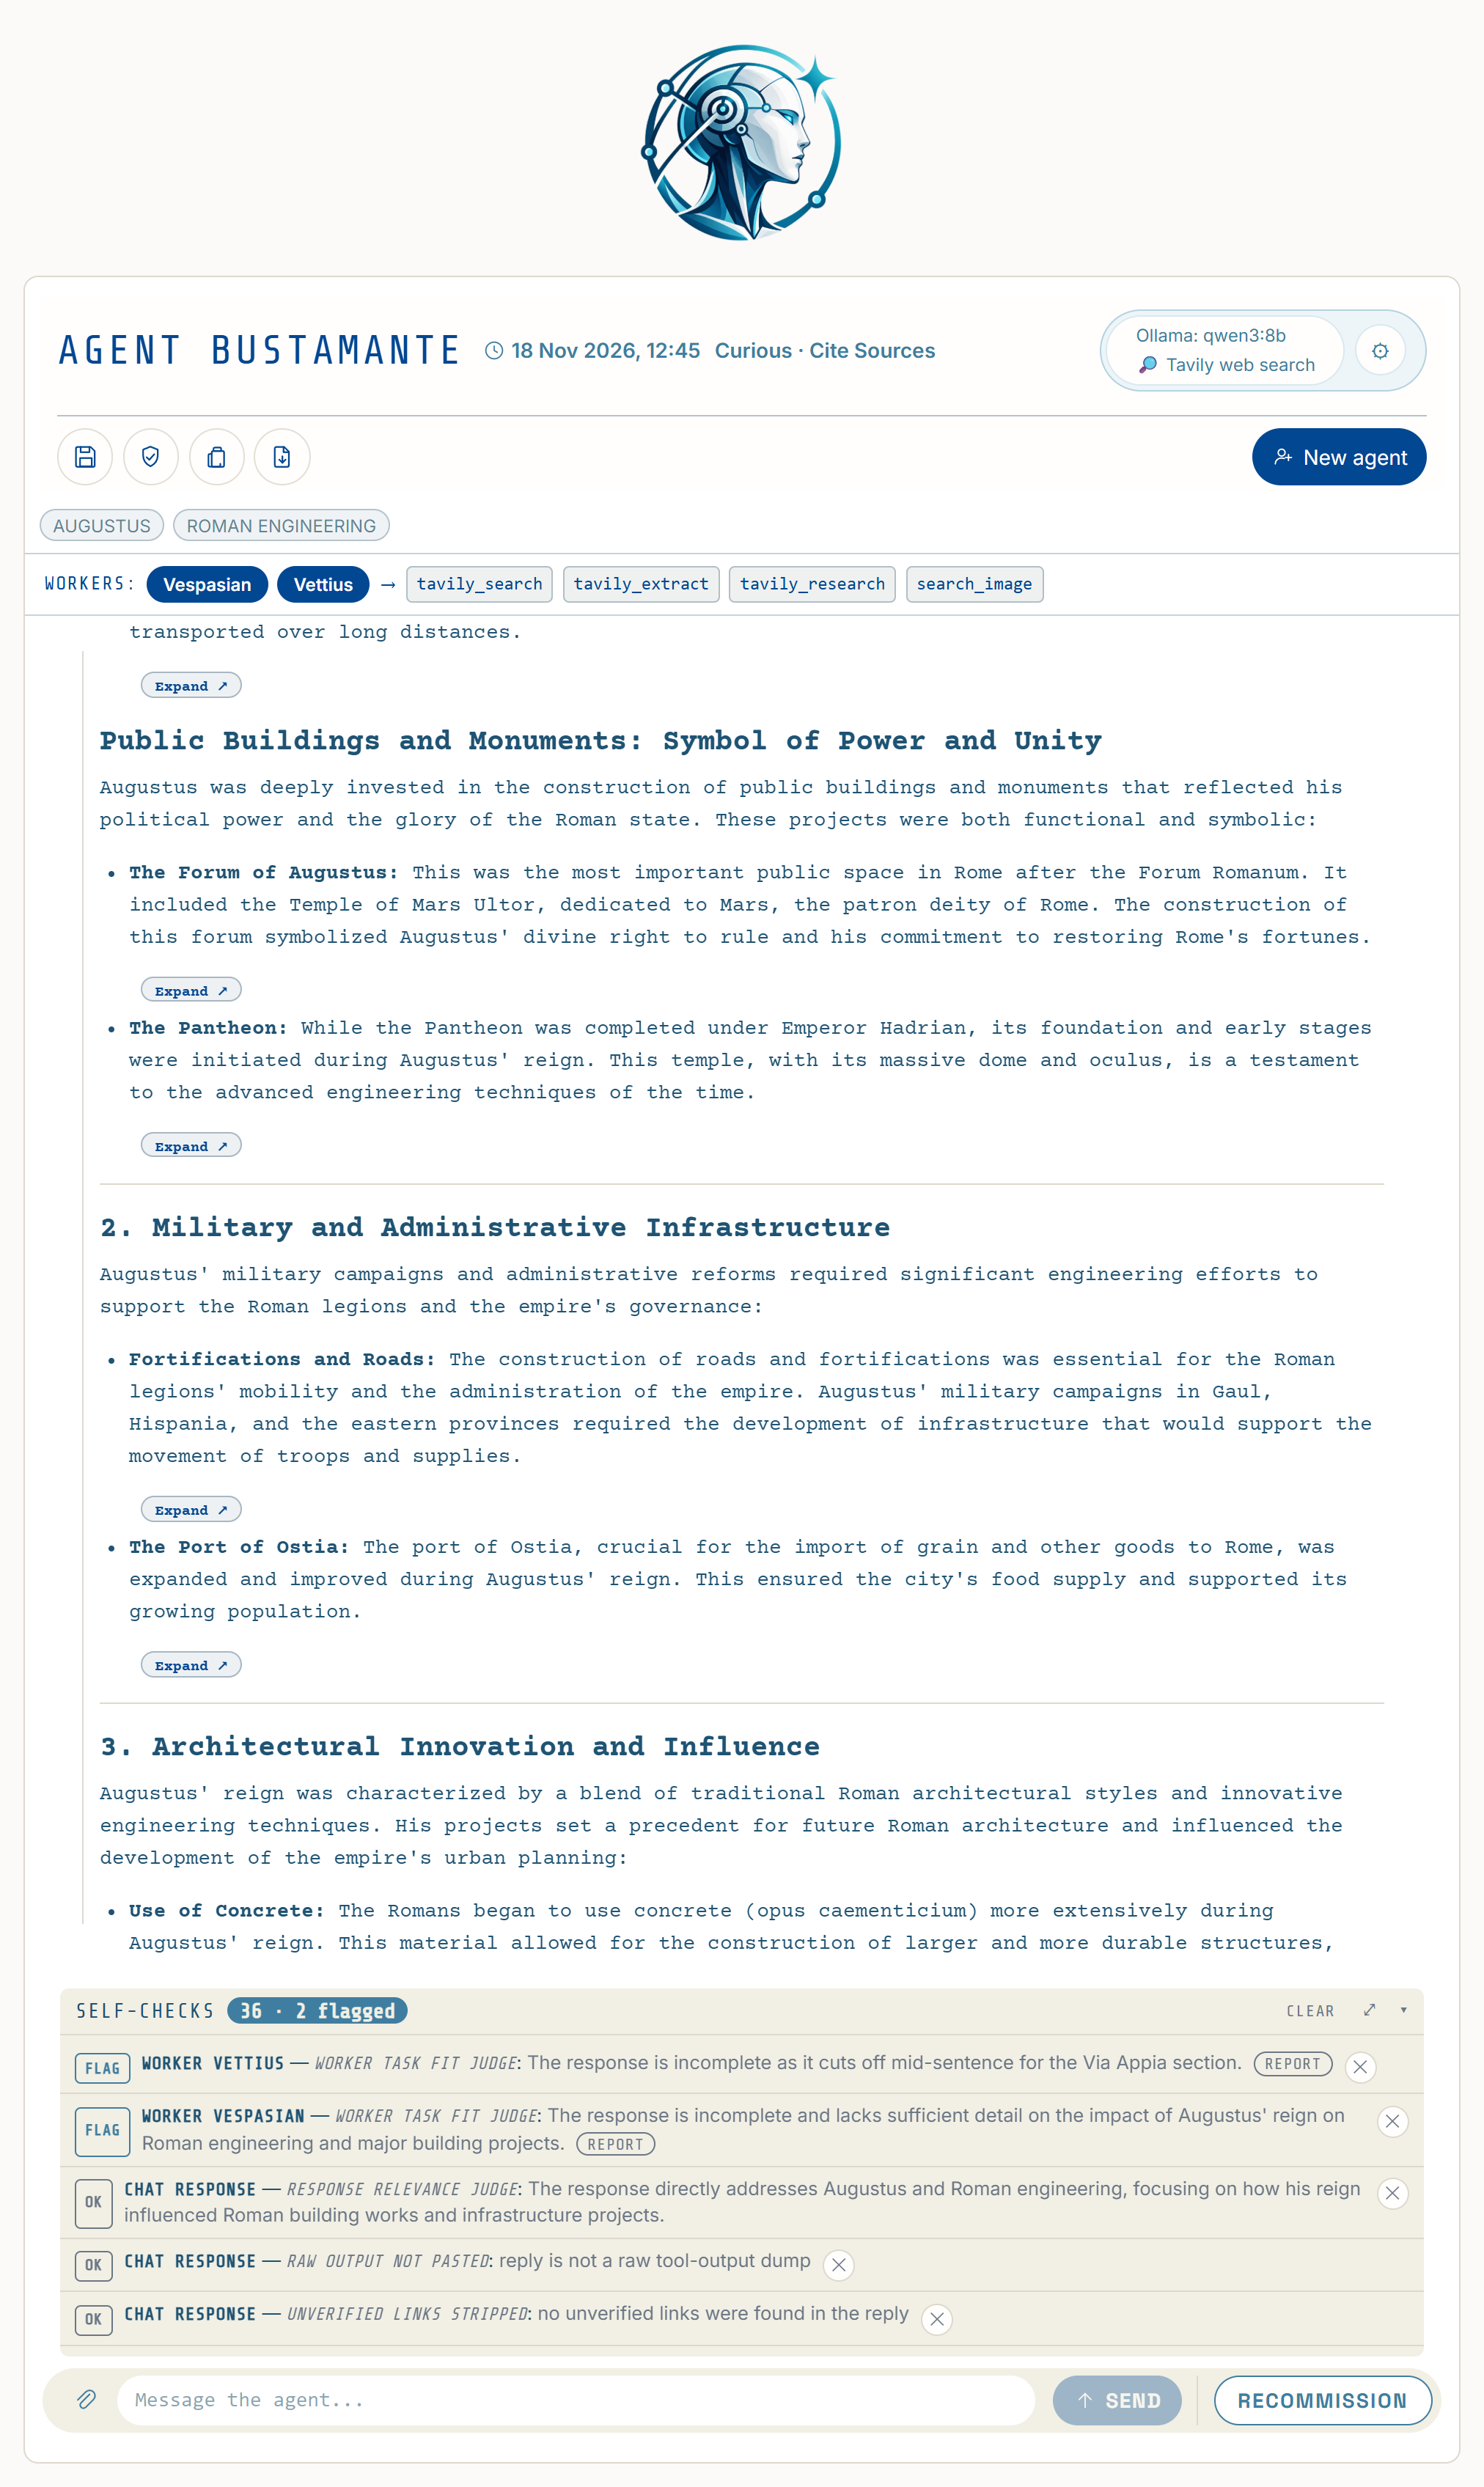 AGENT BUSTAMANTE
18 Nov 2026, 12:45 Curious · Cite Sources
Ollama: qwen3:8b
Tavily web search
New agent
AUGUSTUS
ROMAN ENGINEERING
WORKERS: Vespasian Vettius → tavily_search tavily_extract tavily_research search_image
transported over long distances.
Expand ↗
Public Buildings and Monuments: Symbol of Power and Unity
Augustus was deeply invested in the construction of public buildings and monuments that reflected his
political power and the glory of the Roman state. These projects were both functional and symbolic:
• The Forum of Augustus: This was the most important public space in Rome after the Forum Romanum. It
included the Temple of Mars Ultor, dedicated to Mars, the patron deity of Rome. The construction of
this forum symbolized Augustus' divine right to rule and his commitment to restoring Rome's fortunes.
Expand ↗
• The Pantheon: While the Pantheon was completed under Emperor Hadrian, its foundation and early stages
were initiated during Augustus' reign. This temple, with its massive dome and oculus, is a testament
to the advanced engineering techniques of the time.
Expand ↗
2. Military and Administrative Infrastructure
Augustus' military campaigns and administrative reforms required significant engineering efforts to
support the Roman legions and the empire's governance:
• Fortifications and Roads: The construction of roads and fortifications was essential for the Roman
legions' mobility and the administration of the empire. Augustus' military campaigns in Gaul,
Hispania, and the eastern provinces required the development of infrastructure that would support the
movement of troops and supplies.
Expand ↗
• The Port of Ostia: The port of Ostia, crucial for the import of grain and other goods to Rome, was
expanded and improved during Augustus' reign. This ensured the city's food supply and supported its
growing population.
Expand ↗
3. Architectural Innovation and Influence
Augustus' reign was characterized by a blend of traditional Roman architectural styles and innovative
engineering techniques. His projects set a precedent for future Roman architecture and influenced the
development of the empire's urban planning:
• Use of Concrete: The Romans began to use concrete (opus caementicium) more extensively during
Augustus' reign. This material allowed for the construction of larger and more durable structures,
SELF-CHECKS 36 · 2 flagged CLEAR
FLAG WORKER VETTIUS — WORKER TASK FIT JUDGE: The response is incomplete as it cuts off mid-sentence for the Via Appia section. REPORT
FLAG WORKER VESPASIAN — WORKER TASK FIT JUDGE: The response is incomplete and lacks sufficient detail on the impact of Augustus' reign on
Roman engineering and major building projects. REPORT
OK CHAT RESPONSE — RESPONSE RELEVANCE JUDGE: The response directly addresses Augustus and Roman engineering, focusing on how his reign
influenced Roman building works and infrastructure projects.
OK CHAT RESPONSE — RAW OUTPUT NOT PASTED: reply is not a raw tool-output dump
OK CHAT RESPONSE — UNVERIFIED LINKS STRIPPED: no unverified links were found in the reply
Message the agent...
SEND
RECOMMISSION